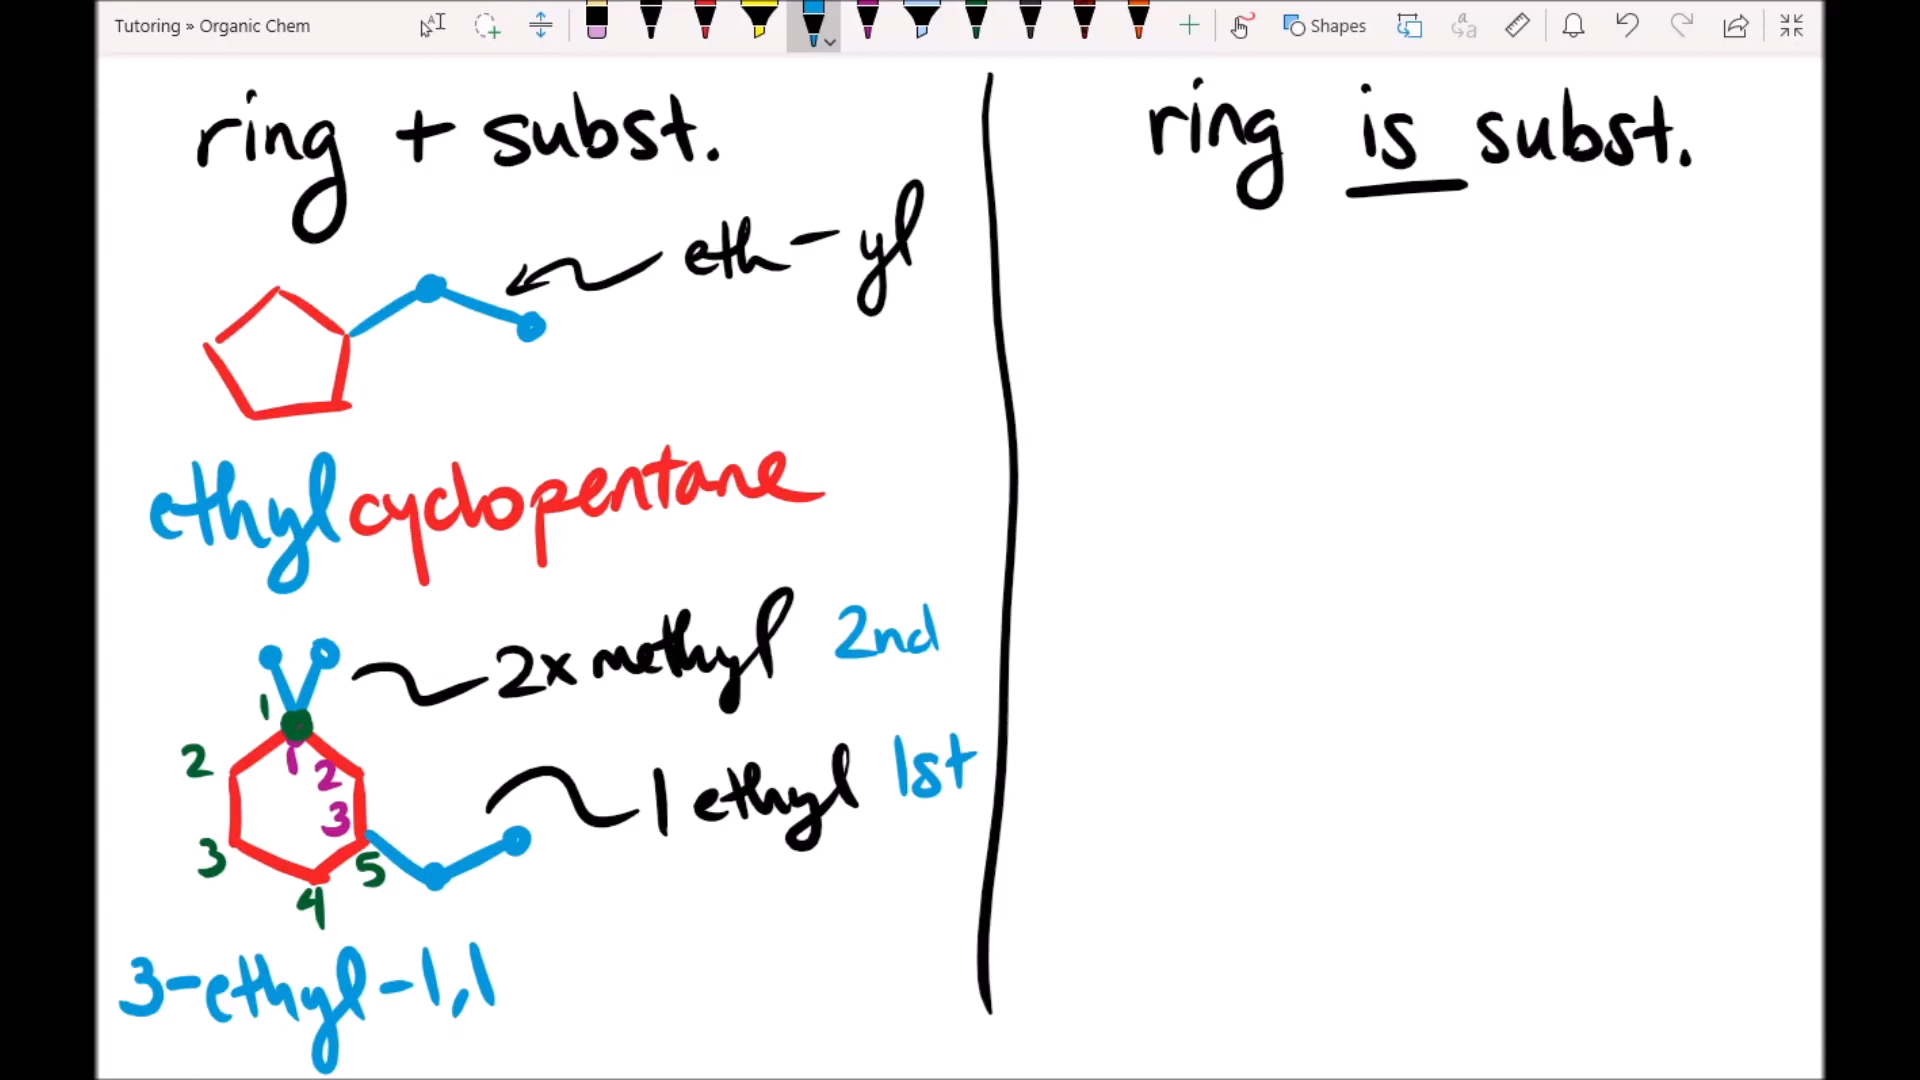 Tutoring » Organic Chem
Shapes
ring + subst.
eth-yl
ethylcyclopentane
2x methyl 2nd
1
2
1
2
3
1 ethyl 1st
3
5
4
3-ethyl-1,1
ring is subst.